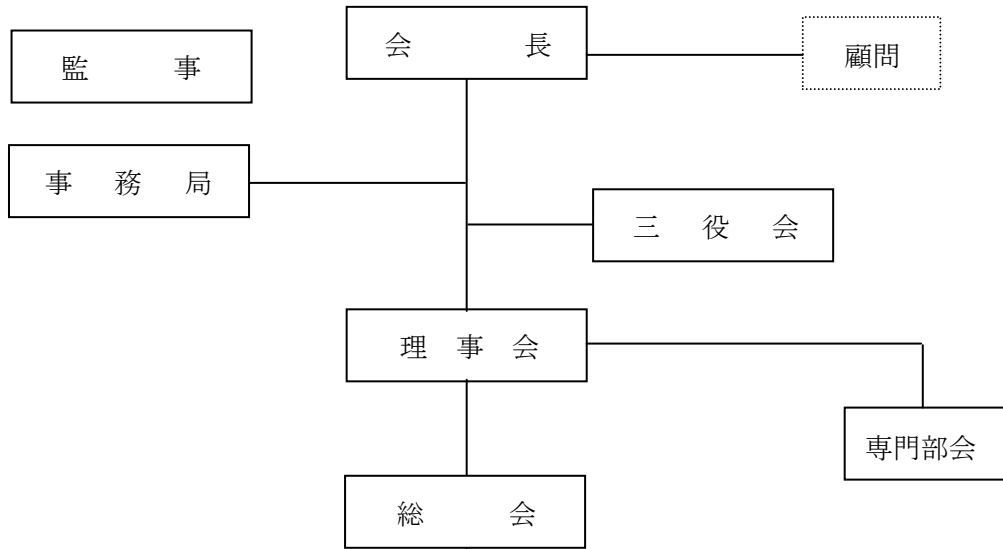 会長
顧問
監事
事務局
三役会
理事会
専門部会
総会